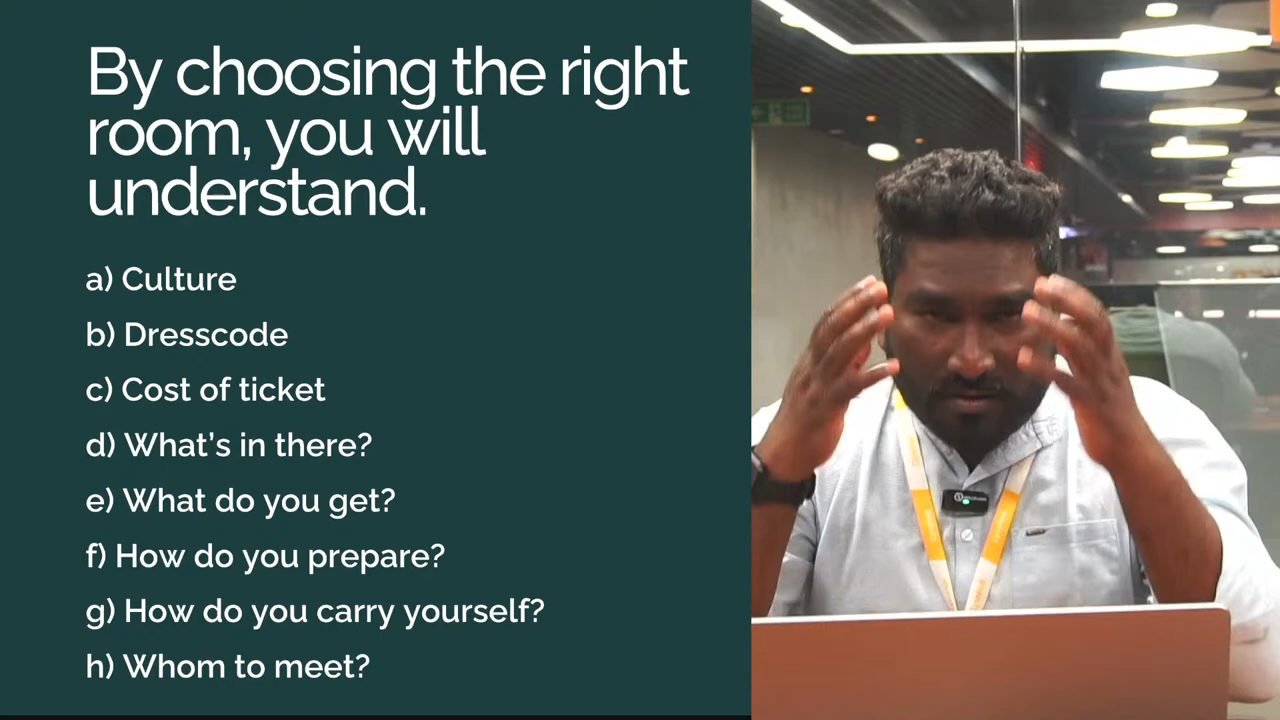 By choosing the right
room, you will
understand.
a) Culture
b) Dresscode
c) Cost of ticket
d) What's in there?
e) What do you get?
f) How do you prepare?
g) How do you carry yourself?
h) Whom to meet?